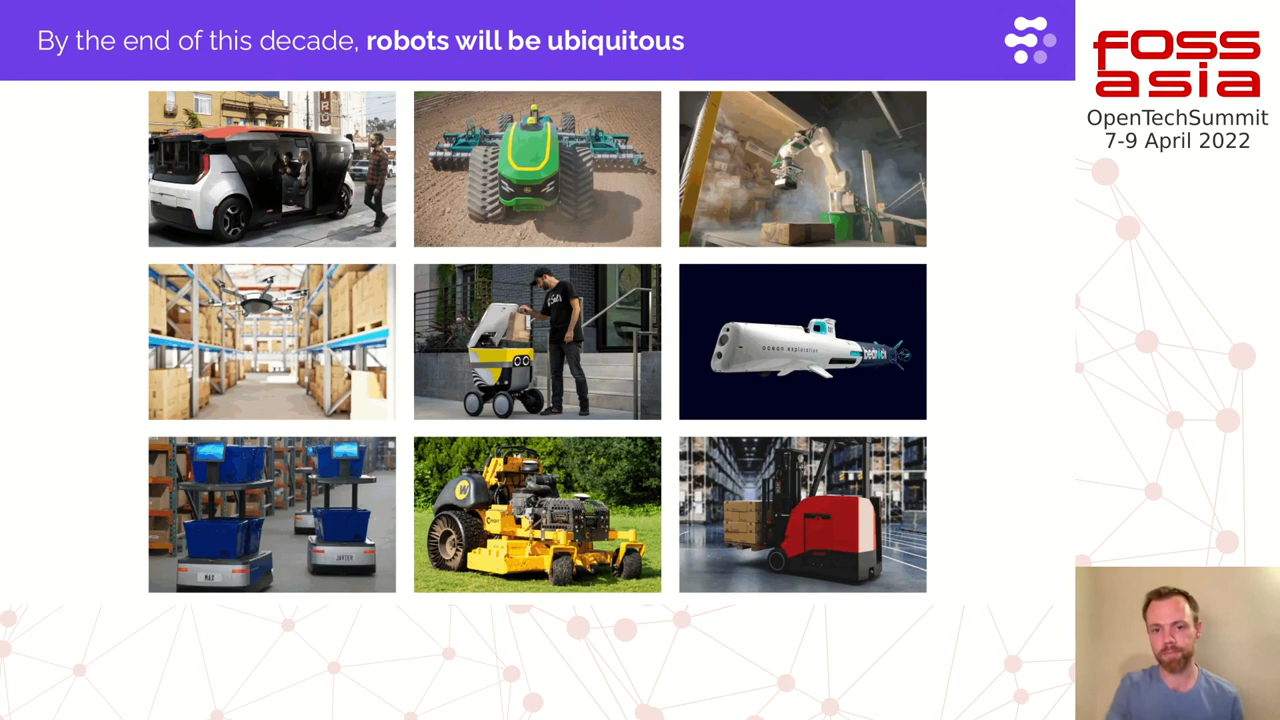 By the end of this decade, robots will be ubiquitous
fOSS
asia
OpenTechSummit
7-9 April 2022
ocean exploration
bedrock
MAX
JAVIER
W